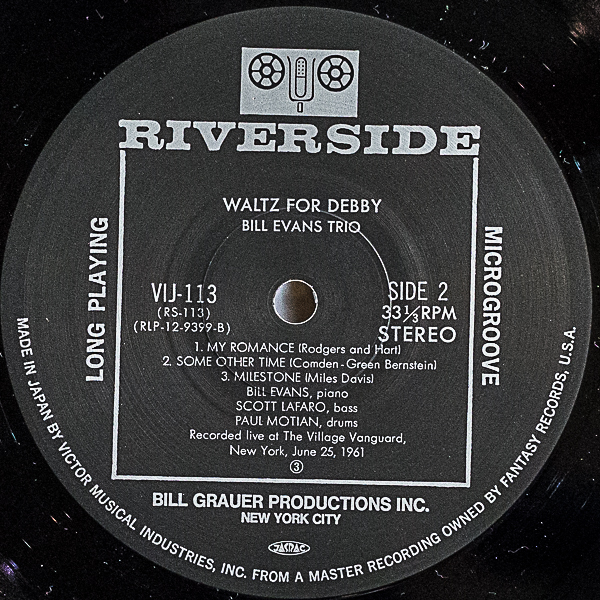 RIVERSIDE
WALTZ FOR DEBBY
BILL EVANS TRIO
LONG PLAYING
MICROGROOVE
VIJ-113
(RS-113)
(RLP-12-9399-B)
SIDE 2
33⅓RPM
STEREO
1. MY ROMANCE (Rodgers and Hart)
2. SOME OTHER TIME (Comden-Green Bernstein)
3. MILESTONE (Miles Davis)
BILL EVANS, piano
SCOTT LAFARO, bass
PAUL MOTIAN, drums
Recorded live at The Village Vanguard,
New York, June 25, 1961
③
BILL GRAUER PRODUCTIONS INC.
NEW YORK CITY
JASRAC
MADE IN JAPAN BY VICTOR MUSICAL INDUSTRIES, INC. FROM A MASTER RECORDING OWNED BY FANTASY RECORDS, U.S.A.